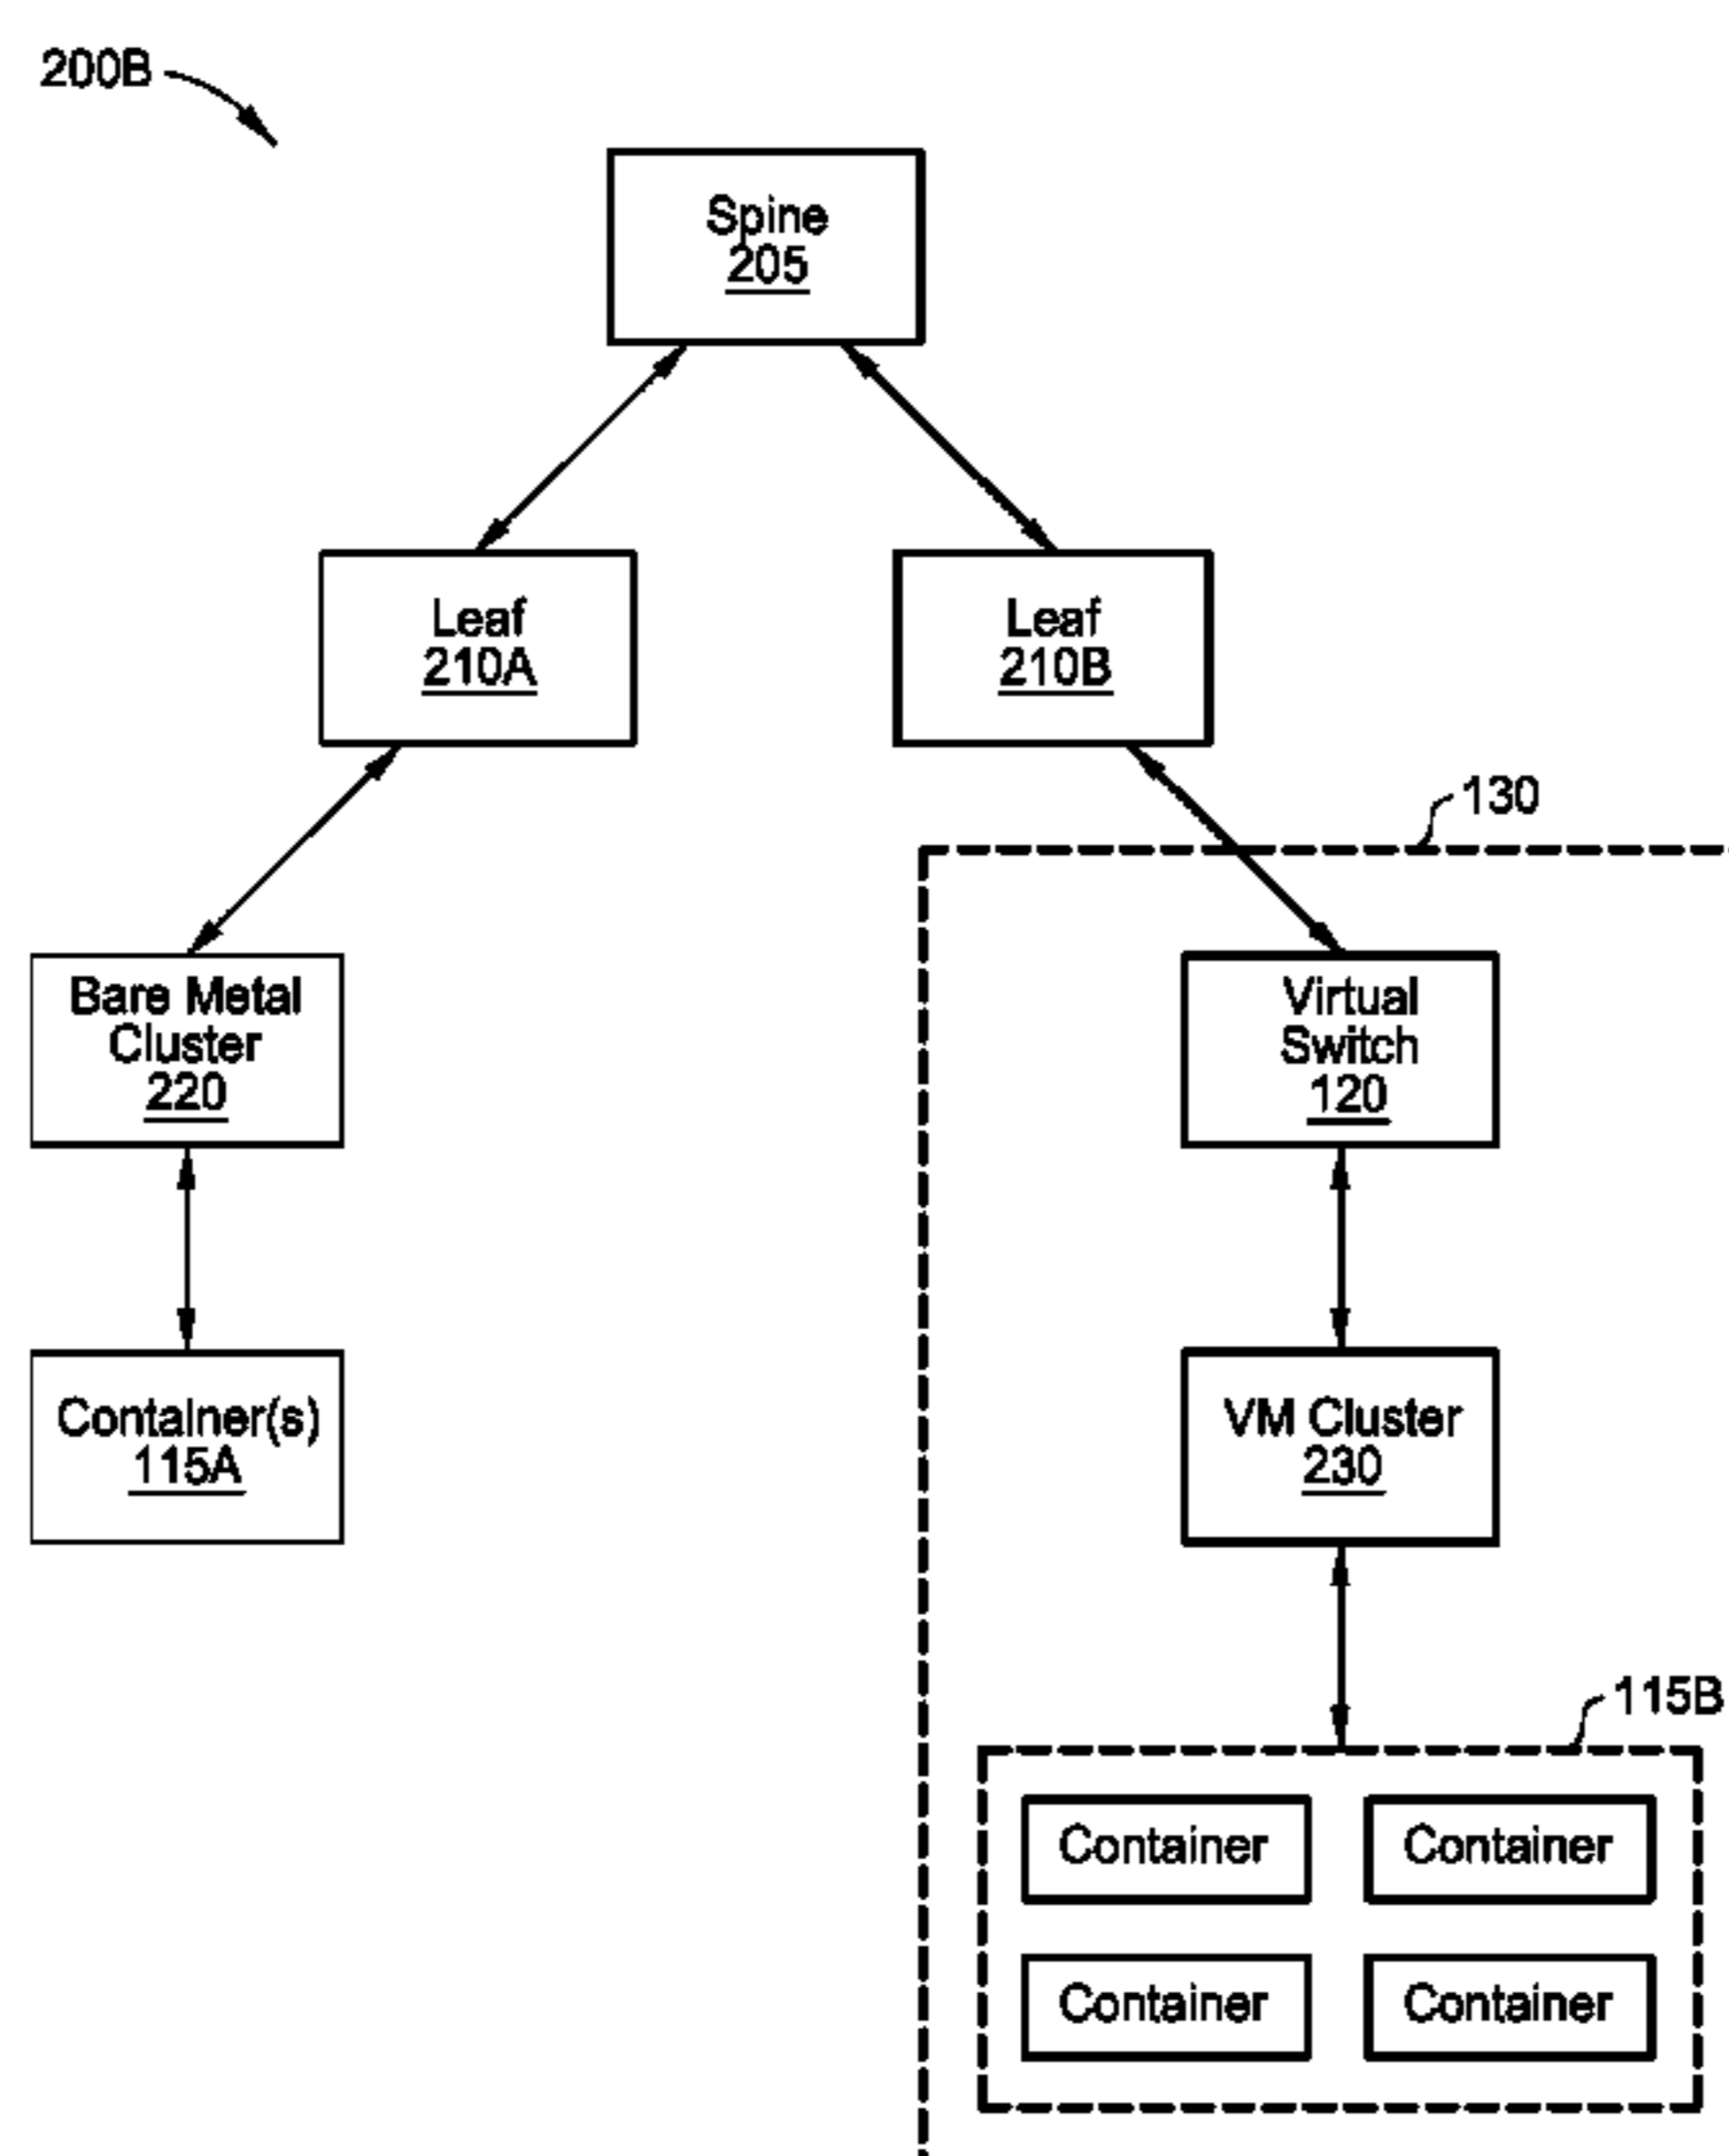 200B
Spine
205
Leaf
210A
Leaf
210B
130
Bare Metal
Cluster
220
Virtual
Switch
120
Container(s)
115A
VM Cluster
230
115B
Container
Container
Container
Container